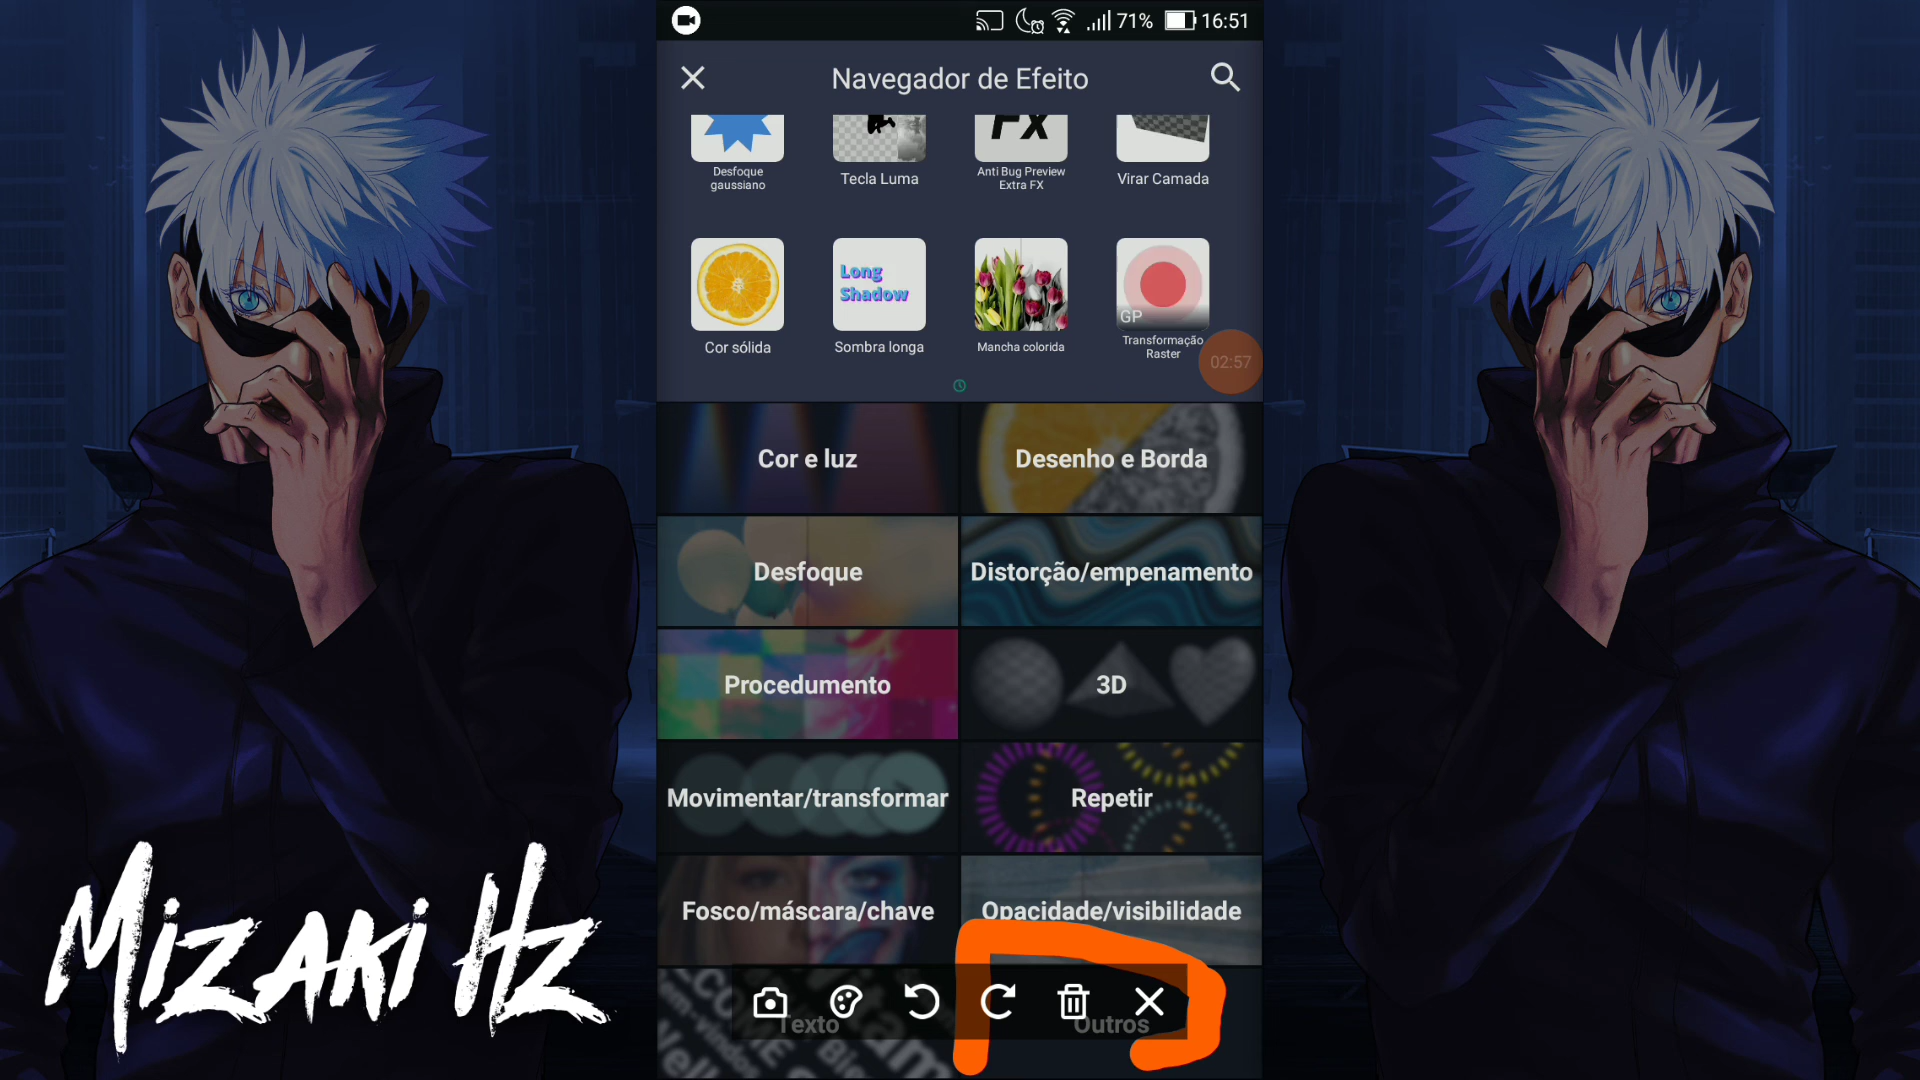 71% 16:51
Navegador de Efeito
FX
Desfoque
gaussiano
Tecla Luma
Anti Bug Preview
Extra FX
Virar Camada
Long
Shadow
GP
Cor sólida
Sombra longa
Mancha colorida
Transformação
Raster
02:57
Cor e luz
Desenho e Borda
Desfoque
Distorção/empenamento
Procedumento
3D
Movimentar/transformar
Repetir
Fosco/máscara/chave
Opacidade/visibilidade
Texto
Outros
Mizaki Hz